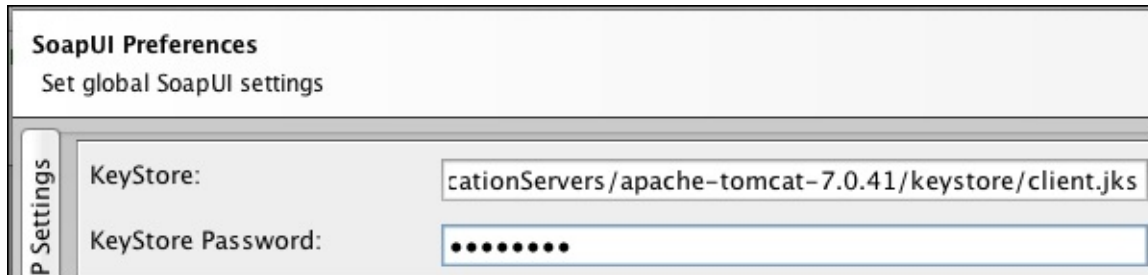 SoapUI Preferences
Set global SoapUI settings
P Settings
KeyStore:
cationServers/apache-tomcat-7.0.41/keystore/client.jks
KeyStore Password:
••••••••